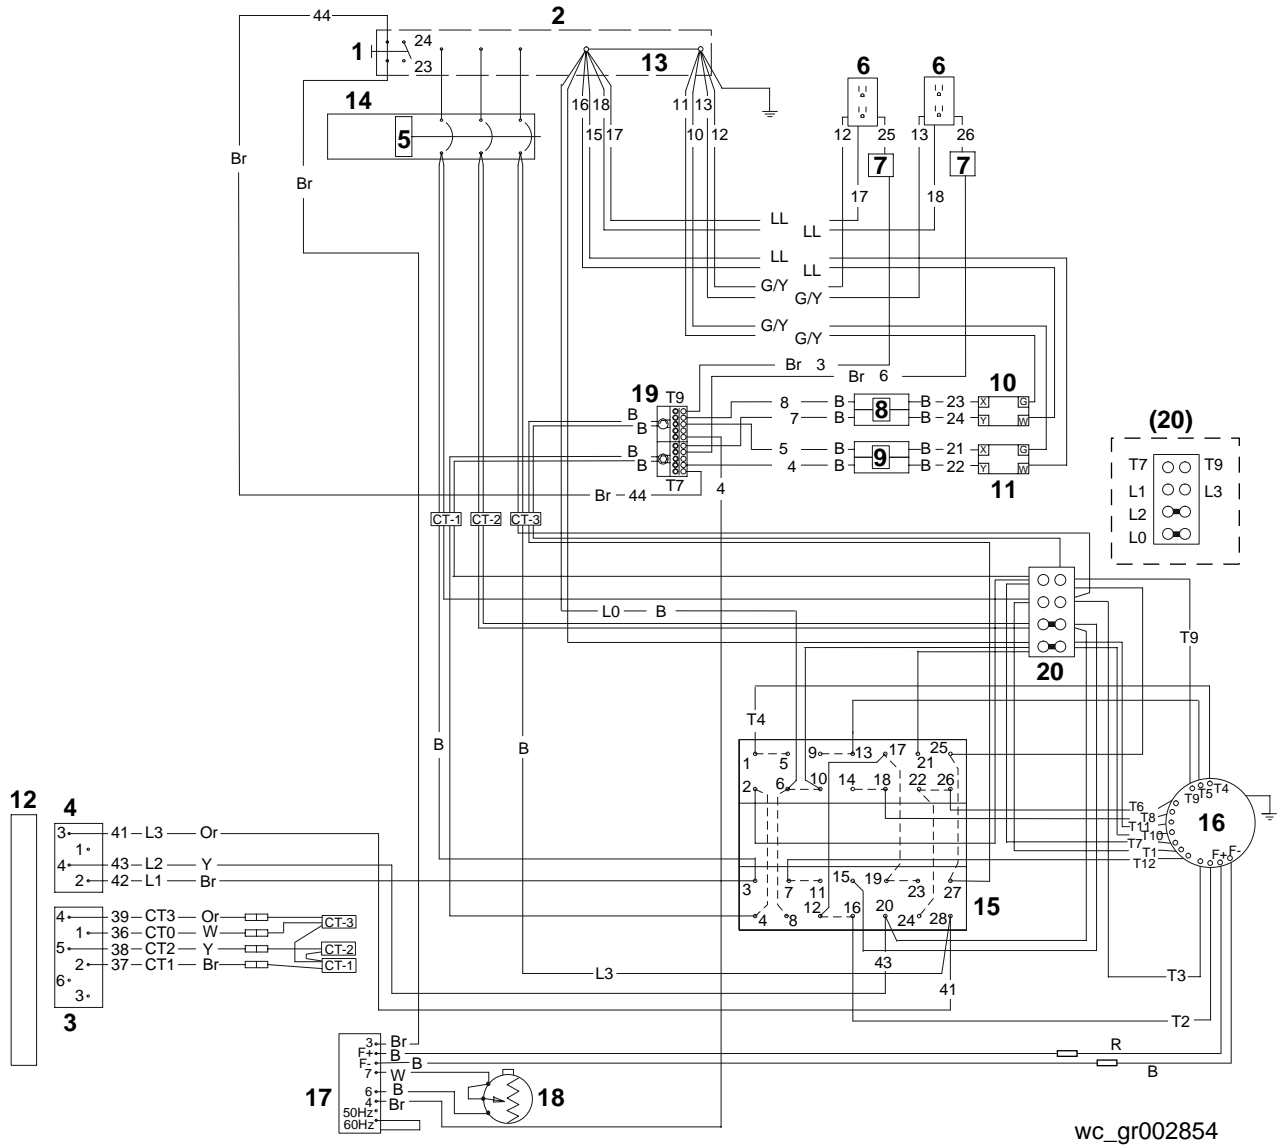 44
2
1
24
23
13
6
6
14
5
16
18
15
17
11
13
10
12
12
25
13
26
7
7
Br
Br
17
18
LL
LL
LL
LL
G/Y
G/Y
G/Y
G/Y
Br 3
Br 6
19
T9
B
B
B
B
T7
8
7
5
4
B
B
B
B
8
9
B 23
B 24
B 21
B 22
10
X
G
Y
W
X
G
Y
W
11
(20)
T7
T9
L1
L3
L2
L0
Br 44
4
CT-1
CT-2
CT-3
L0 B
20
T9
T4
B
B
1
5
9
13
17
21
25
2
6
10
14
18
22
26
3
7
11
15
19
23
27
4
8
12
16
20
24
28
15
T9
T5
T4
T6
T8
T11
T10
T7
T1
T12
16
F+
F-
12
4
3 41 L3 Or
1
4 43 L2 Y
2 42 L1 Br
4 39 CT3 Or
1 36 CT0 W
5 38 CT2 Y
2 37 CT1 Br
6
3
3
CT-3
CT-2
CT-1
L3
43
41
T3
T2
R
B
17
3 Br
F+ B
F- B
7 W
6 B
4 Br
50Hz
60Hz
18
wc_gr002854